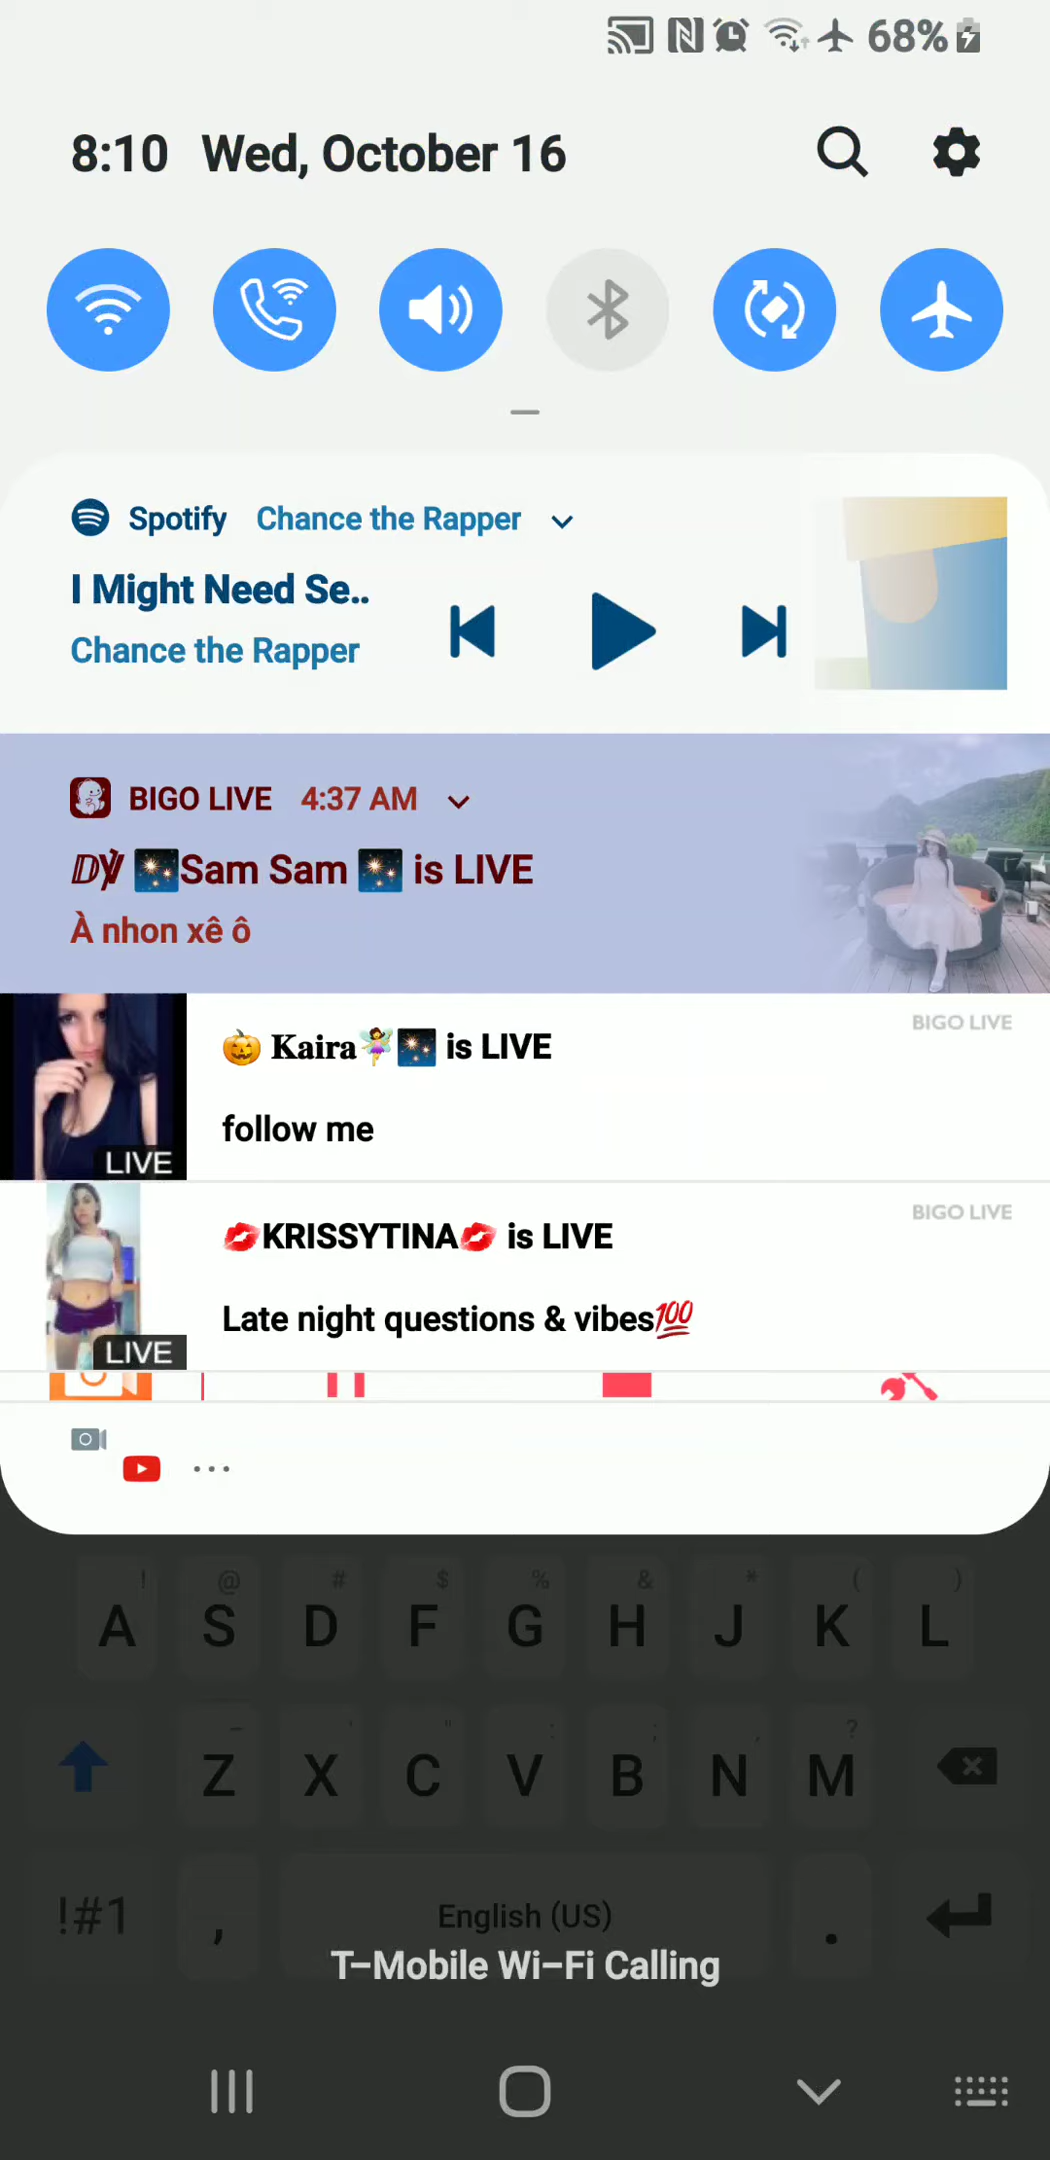 68%
8:10 Wed, October 16
Spotify Chance the Rapper
I Might Need Se..
Chance the Rapper
BIGO LIVE 4:37 AM
𝔻𝕐 🎇Sam Sam 🎇 is LIVE
À nhon xê ô
BIGO LIVE
🎃 Kaira🧚‍♀️🎇 is LIVE
follow me
LIVE
BIGO LIVE
💋KRISSYTINA💋 is LIVE
Late night questions & vibes💯
LIVE
...
! @ # $ % & * ( )
A S D F G H J K L
– ' " : ; , ?
Z X C V B N M
!#1 , English (US) .
T-Mobile Wi-Fi Calling